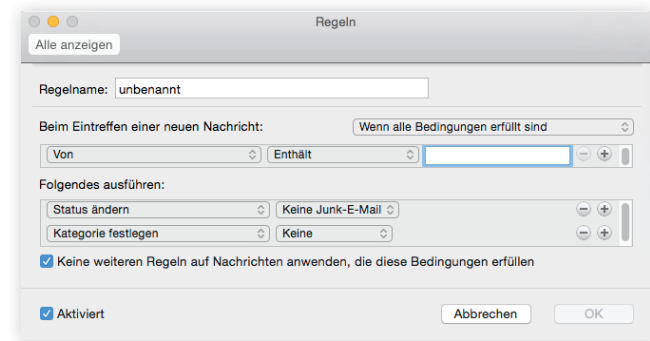 Regeln
Alle anzeigen
Regelname: unbenannt
Beim Eintreffen einer neuen Nachricht: Wenn alle Bedingungen erfüllt sind
Von Enthält
Folgendes ausführen:
Status ändern Keine Junk-E-Mail
Kategorie festlegen Keine
Keine weiteren Regeln auf Nachrichten anwenden, die diese Bedingungen erfüllen
Aktiviert Abbrechen OK